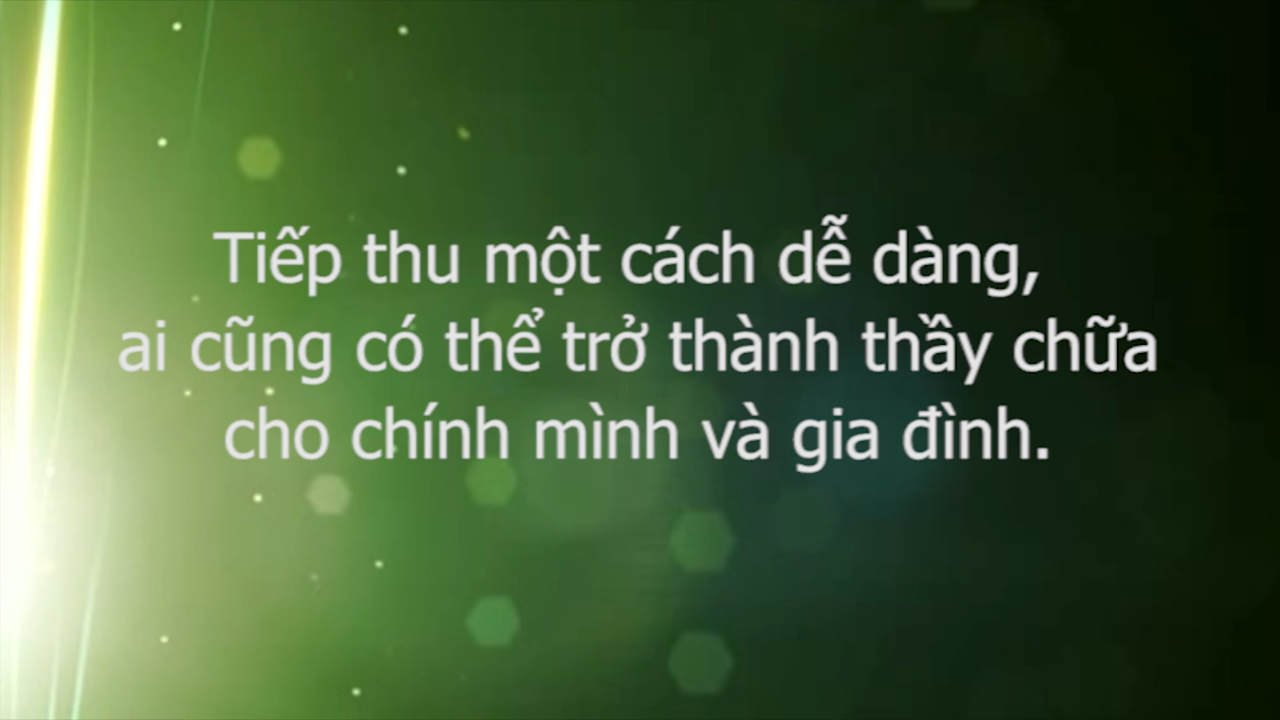 Tiếp thu một cách dễ dàng,
ai cũng có thể trở thành thầy chữa
cho chính mình và gia đình.